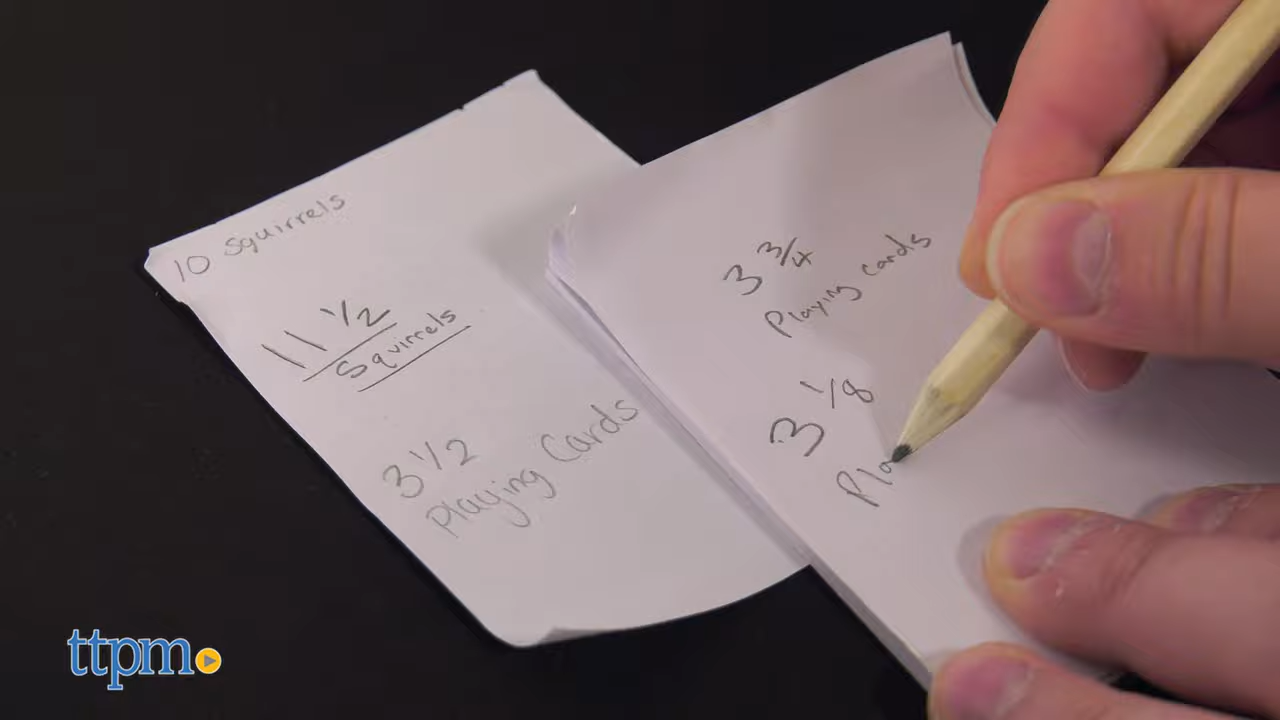 10 Squirrels
11 1/2
Squirrels
3 1/2
Playing Cards
3 3/4
Playing cards
3 1/8
Pla
ttpm